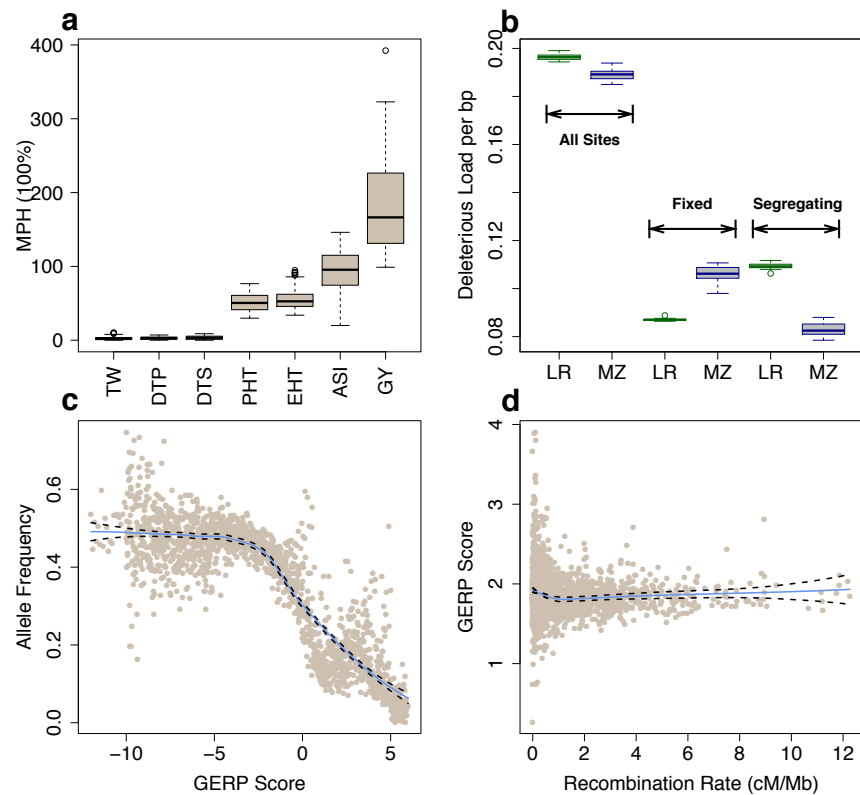 a
MPH (100%)
400
300
200
100
0
TW DTP DTS PHT EHT ASI GY
b
Deleterious Load per bp
0.20
0.16
0.12
0.08
All Sites
Fixed
Segregating
LR MZ LR MZ LR MZ
c
Allele Frequency
0.6
0.4
0.2
0.0
−10 −5 0 5
GERP Score
d
GERP Score
4
3
2
1
0 2 4 6 8 10 12
Recombination Rate (cM/Mb)